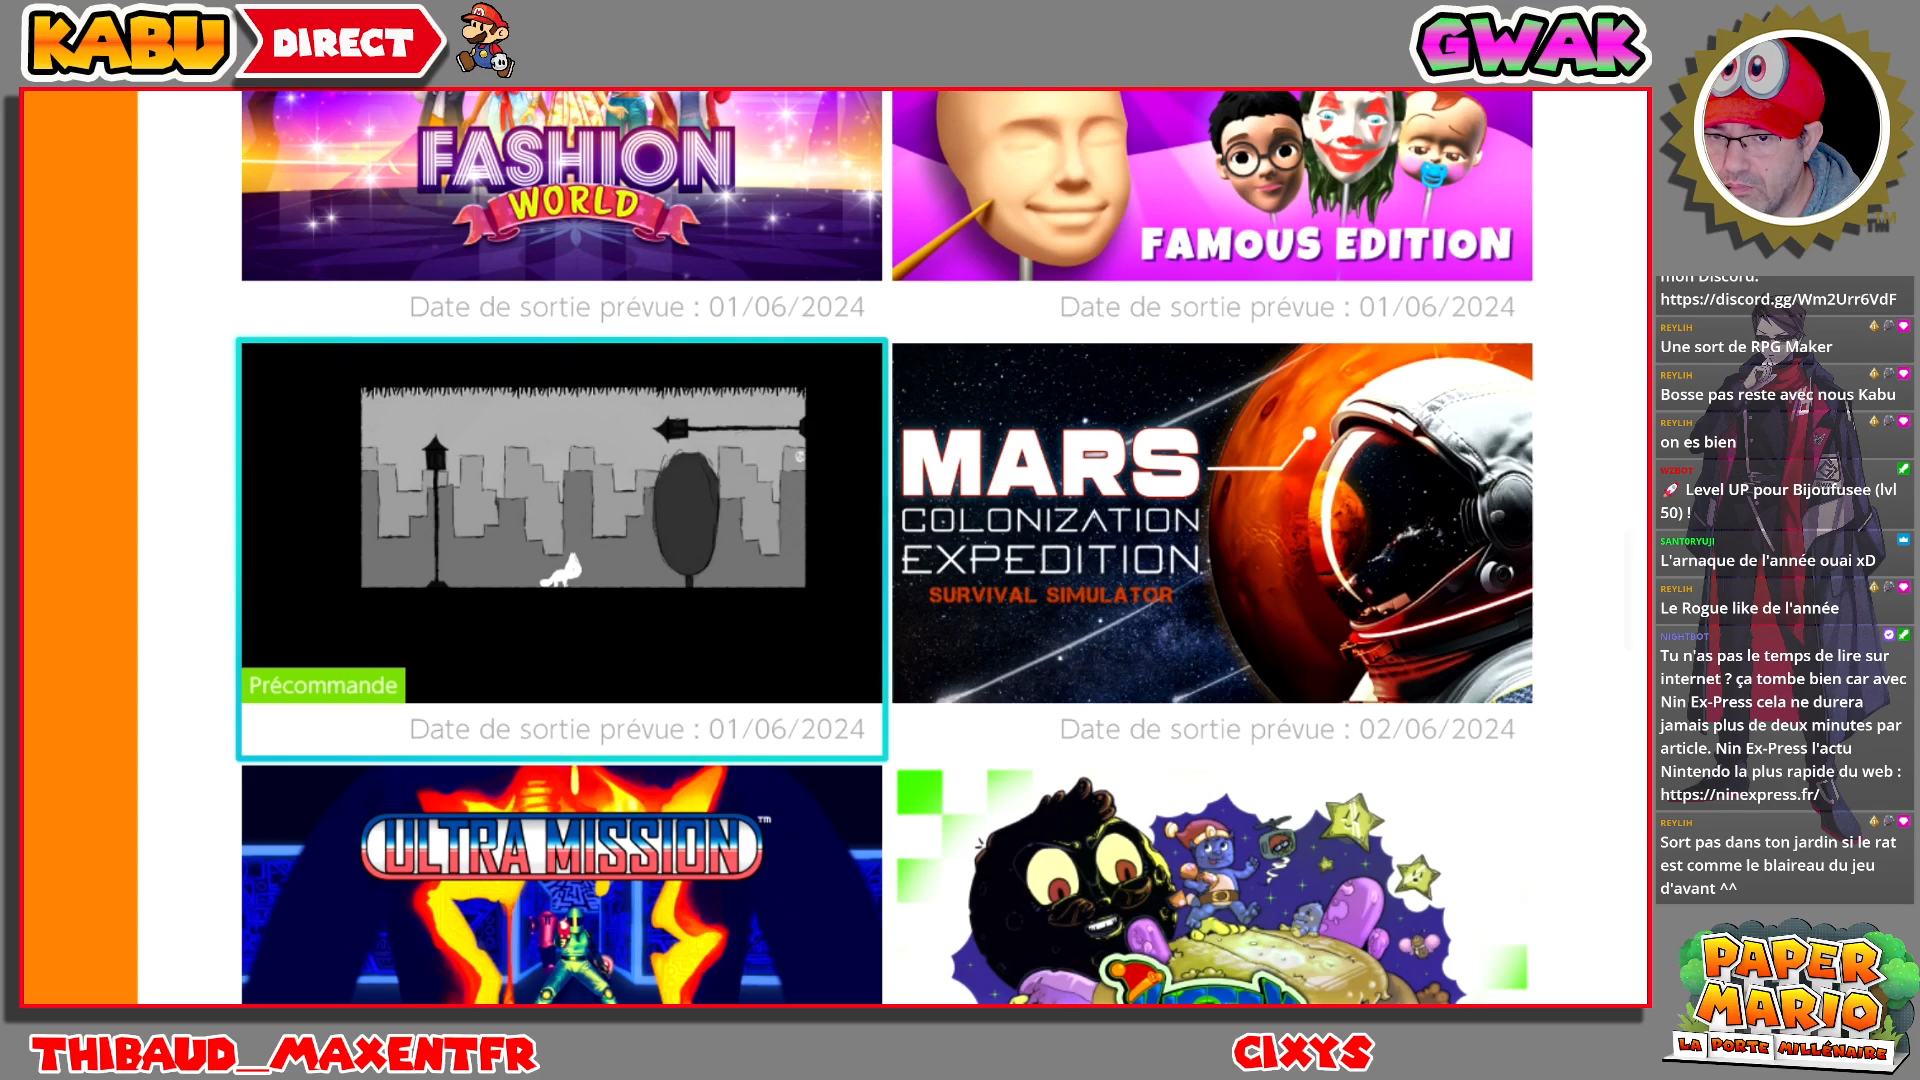 KABU
DIRECT
GWAK
TM
FASHION
WORLD
FAMOUS EDITION
Date de sortie prévue : 01/06/2024
Date de sortie prévue : 01/06/2024
MARS
COLONIZATION
EXPEDITION
SURVIVAL SIMULATOR
Précommande
Date de sortie prévue : 01/06/2024
Date de sortie prévue : 02/06/2024
ULTRA MISSION™
mon Discord.
https://discord.gg/Wm2Urr6VdF
REYLIH
Une sort de RPG Maker
REYLIH
Bosse pas reste avec nous Kabu
REYLIH
on es bien
WZBOT
Level UP pour Bijoufusee (lvl
50) !
SANT0RYUJI
L'arnaque de l'année ouai xD
REYLIH
Le Rogue like de l'année
NIGHTBOT
Tu n'as pas le temps de lire sur
internet ? ça tombe bien car avec
Nin Ex-Press cela ne durera
jamais plus de deux minutes par
article. Nin Ex-Press l'actu
Nintendo la plus rapide du web :
https://ninexpress.fr/
REYLIH
Sort pas dans ton jardin si le rat
est comme le blaireau du jeu
d'avant ^^
PAPER
MARIO
LA PORTE MILLÉNAIRE
THIBAUD_MAXENTFR
CIXYS